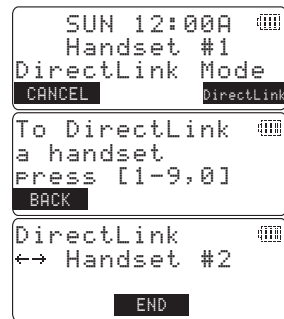 SUN 12:00A
Handset #1
DirectLink Mode
CANCEL DirectLink
To DirectLink
a handset
press [1-9,0]
BACK
DirectLink
←→ Handset #2
END